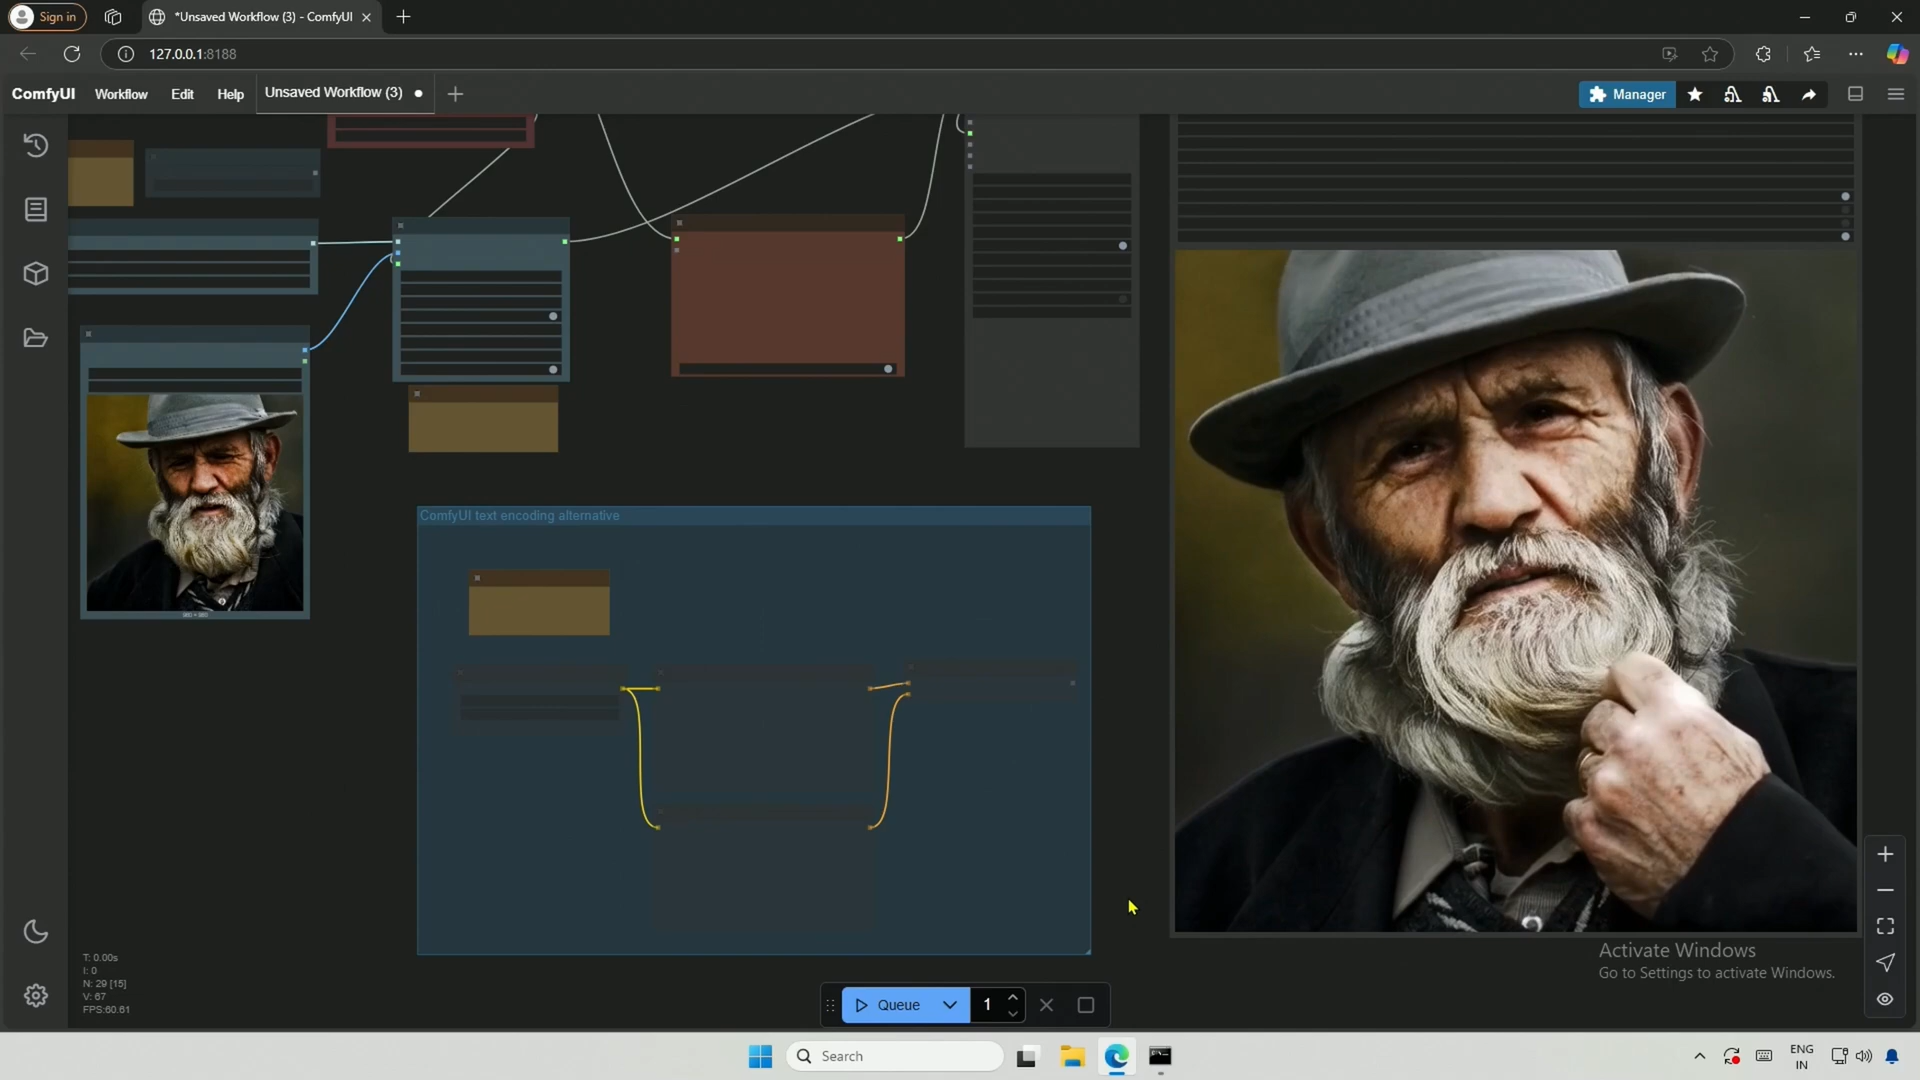 Sign in
*Unsaved Workflow (3) - ComfyUI
127.0.0.1:8188
ComfyUI
Workflow
Edit
Help
Unsaved Workflow (3)
Manager
ComfyUI text encoding alternative
T: 0.00s
I: 0
N: 29 [15]
V: 67
FPS:60.61
Activate Windows
Go to Settings to activate Windows.
Queue
1
Search
ENG
IN